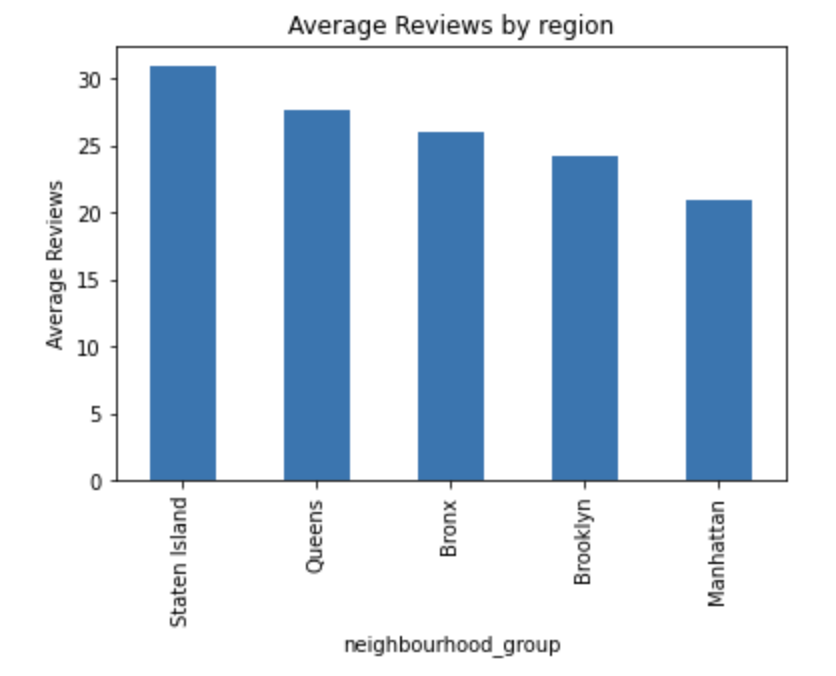 Average Reviews by region
Average Reviews
30
25
20
15
10
5
0
Staten Island
Queens
Bronx
Brooklyn
Manhattan
neighbourhood_group